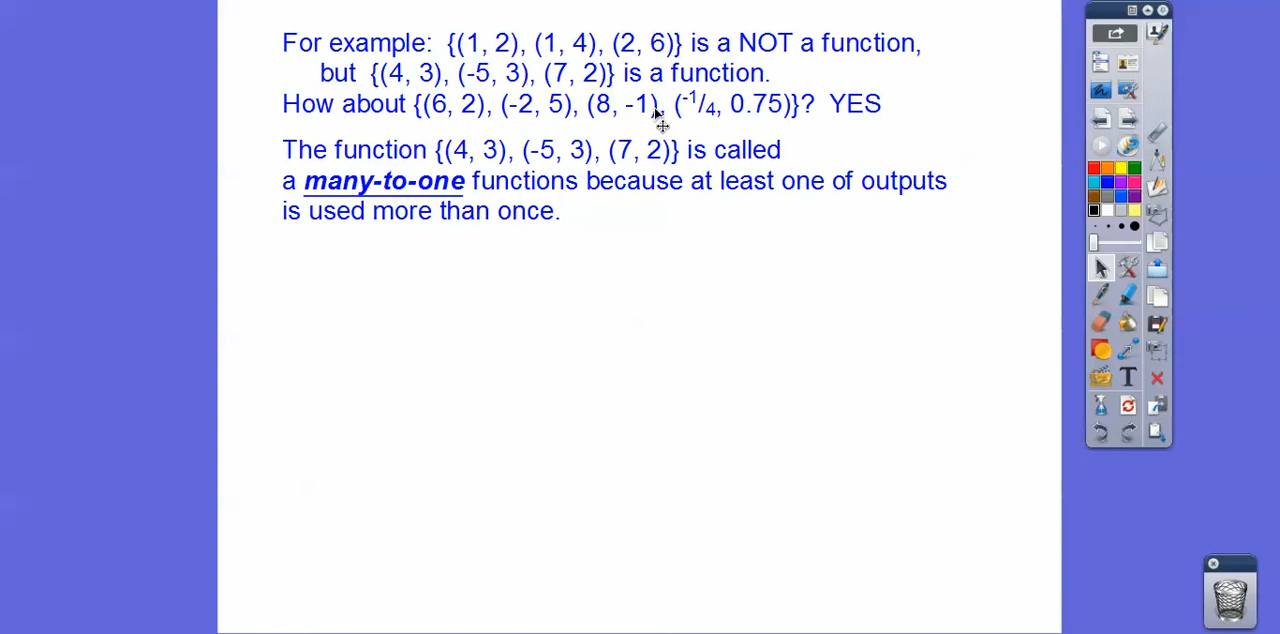 For example:  {(1, 2), (1, 4), (2, 6)} is a NOT a function,
but  {(4, 3), (-5, 3), (7, 2)} is a function.
How about {(6, 2), (-2, 5), (8, -1), (⁻¹/₄, 0.75)}?  YES
The function {(4, 3), (-5, 3), (7, 2)} is called
a many-to-one functions because at least one of outputs
is used more than once.
T